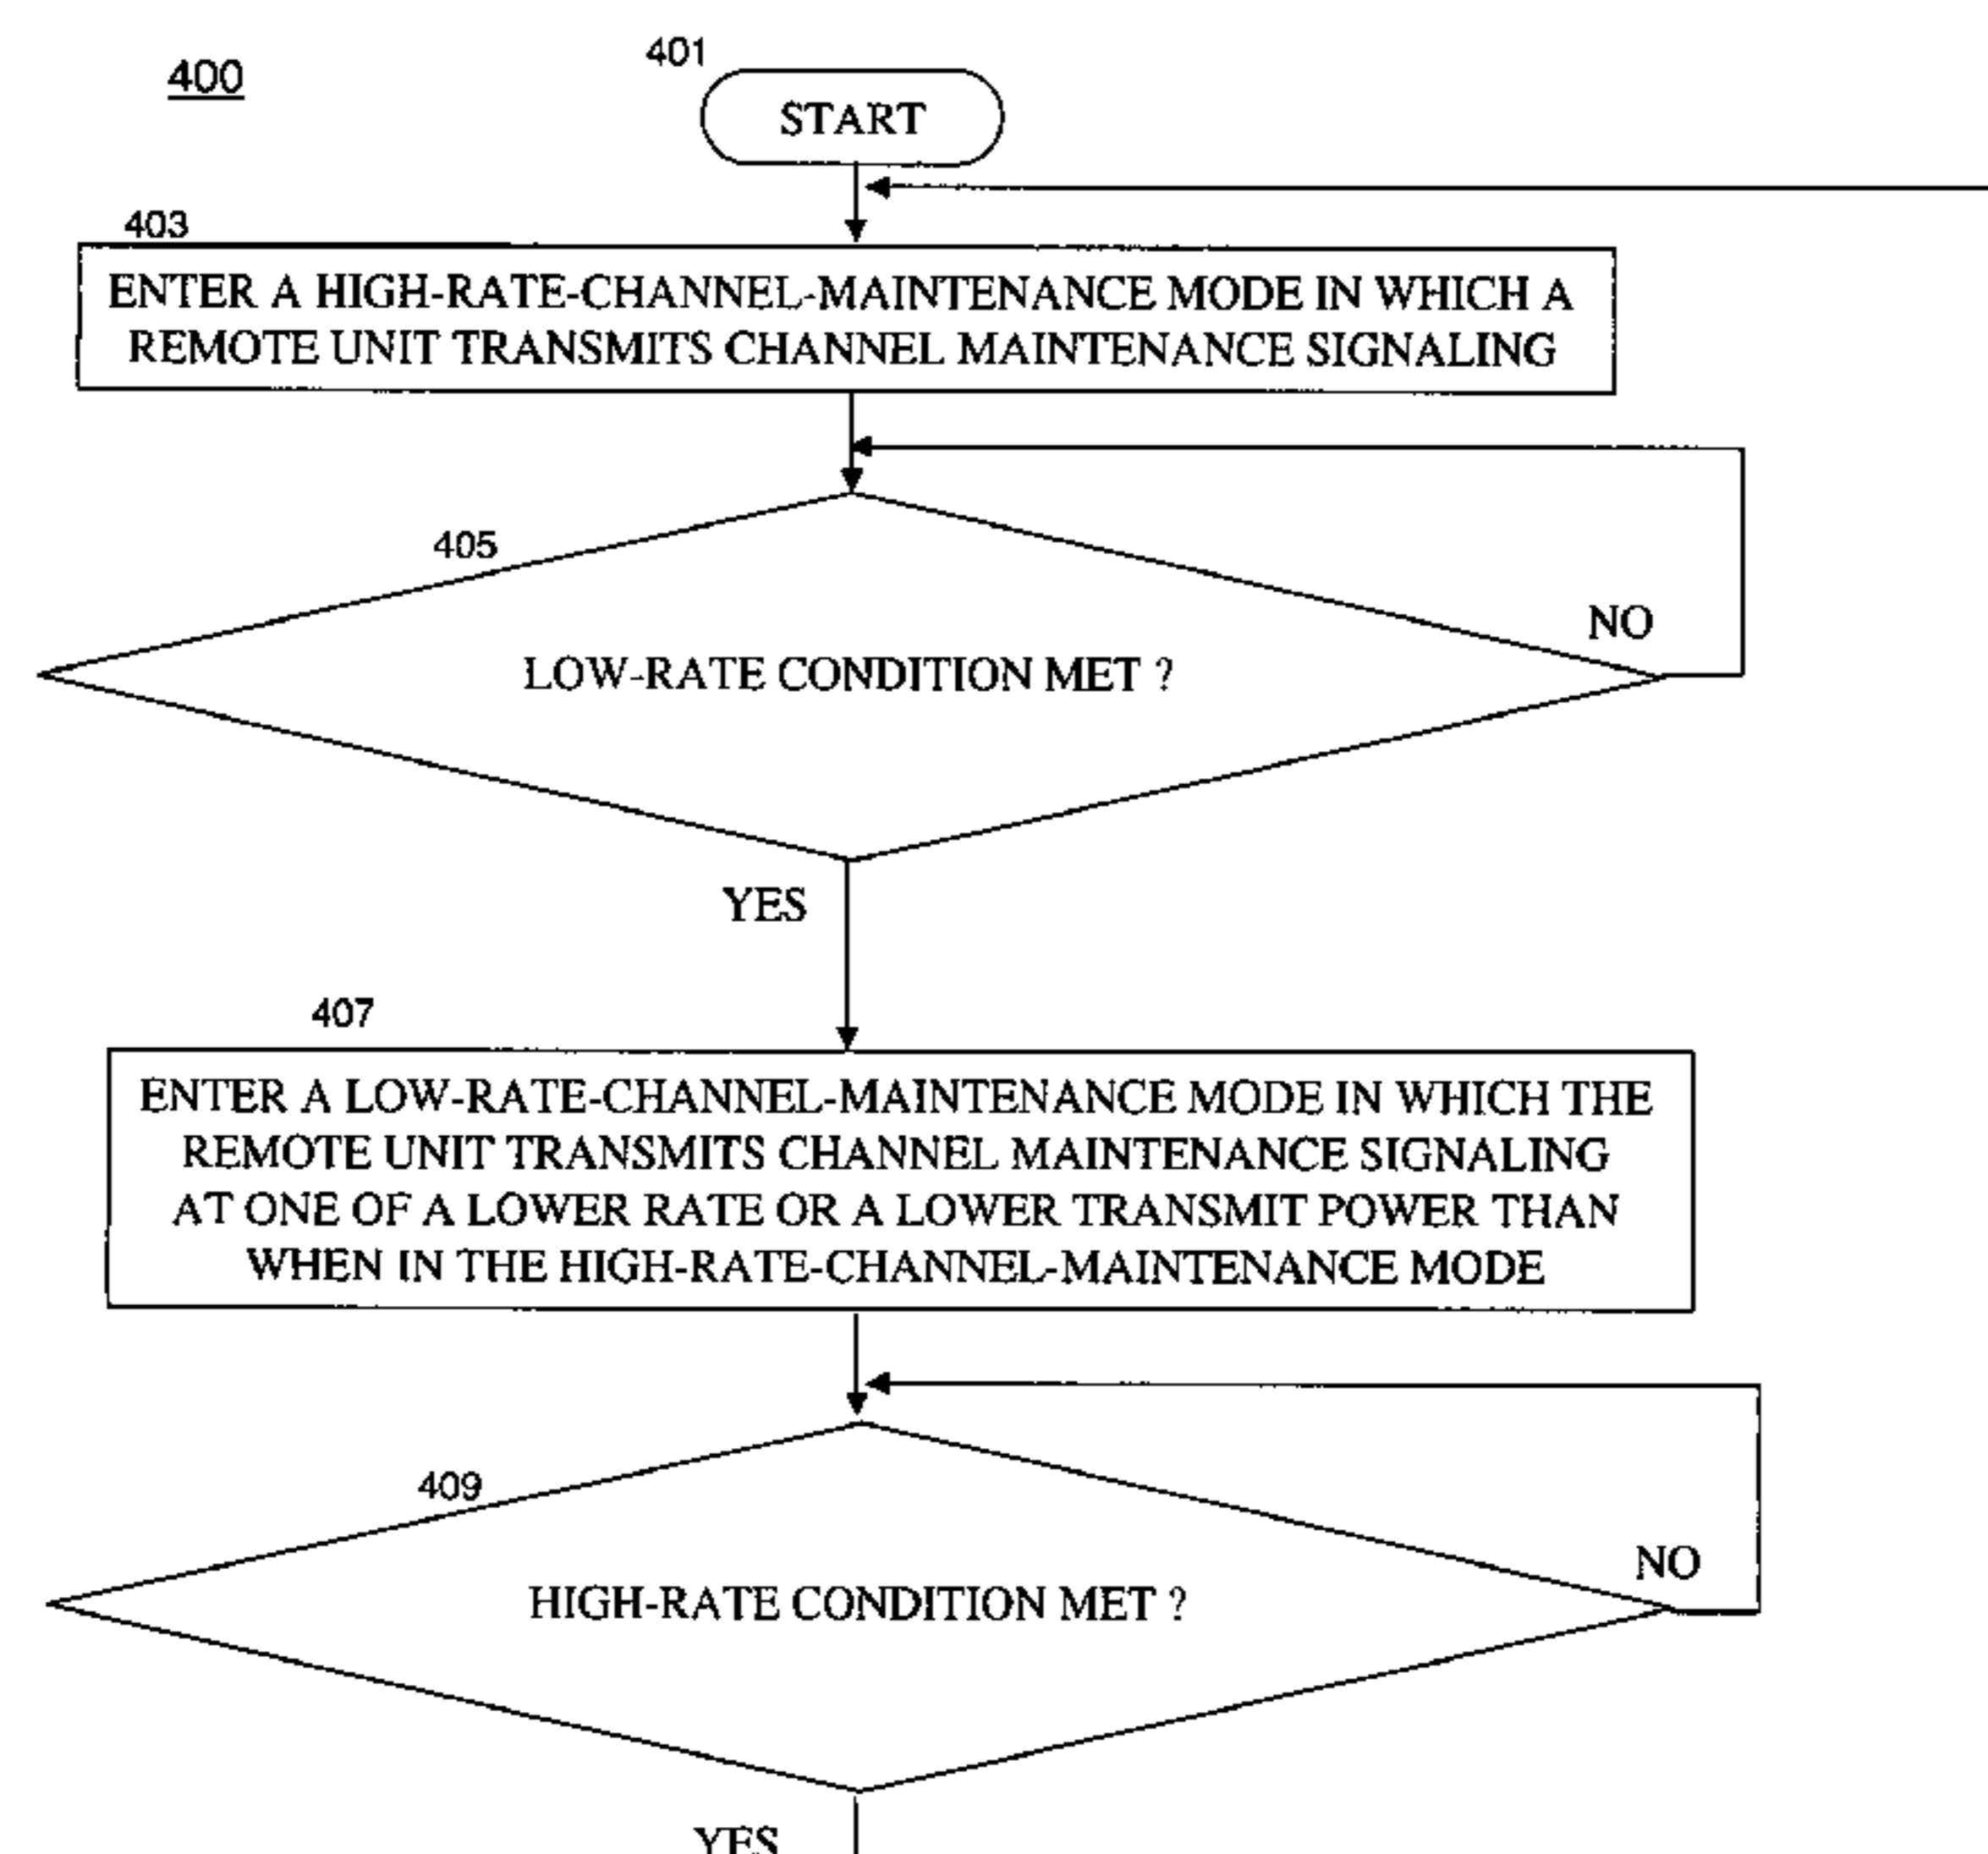 400
401
START
403
ENTER A HIGH-RATE-CHANNEL-MAINTENANCE MODE IN WHICH A
REMOTE UNIT TRANSMITS CHANNEL MAINTENANCE SIGNALING
405
NO
LOW-RATE CONDITION MET ?
YES
407
ENTER A LOW-RATE-CHANNEL-MAINTENANCE MODE IN WHICH THE
REMOTE UNIT TRANSMITS CHANNEL MAINTENANCE SIGNALING
AT ONE OF A LOWER RATE OR A LOWER TRANSMIT POWER THAN
WHEN IN THE HIGH-RATE-CHANNEL-MAINTENANCE MODE
409
NO
HIGH-RATE CONDITION MET ?
YES